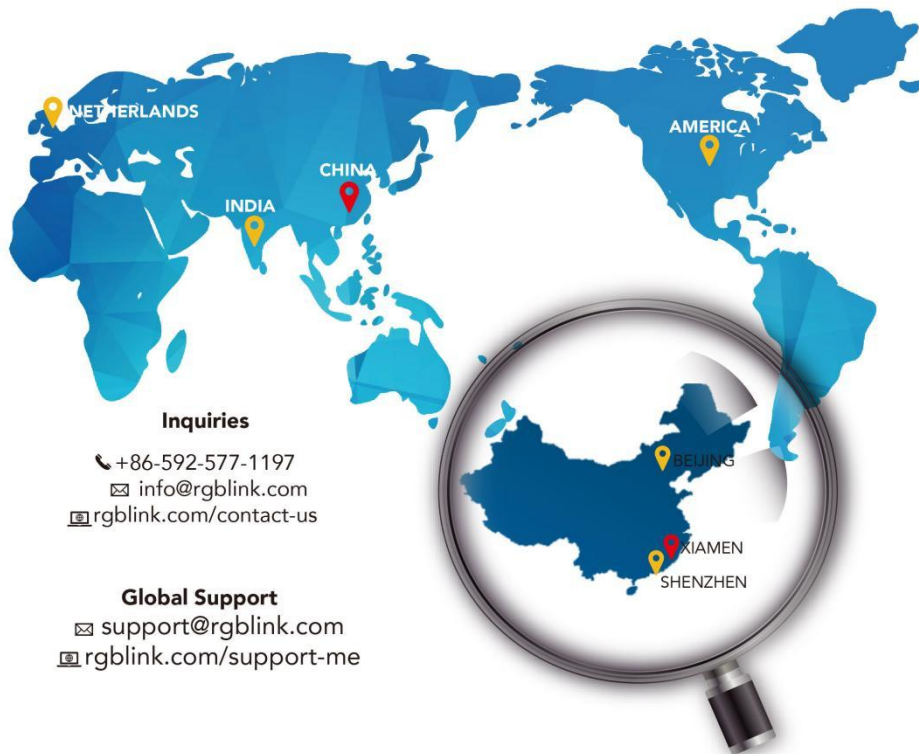 NETHERLANDS
AMERICA
CHINA
INDIA
Inquiries
+86-592-577-1197
info@rgblink.com
rgblink.com/contact-us
BEIJING
XIAMEN
SHENZHEN
Global Support
support@rgblink.com
rgblink.com/support-me